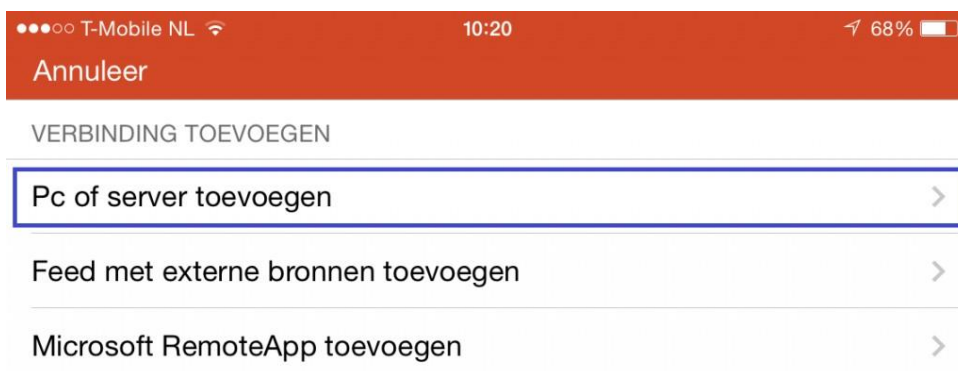 T-Mobile NL 10:20 68%
Annuleer
VERBINDING TOEVOEGEN
Pc of server toevoegen
Feed met externe bronnen toevoegen
Microsoft RemoteApp toevoegen